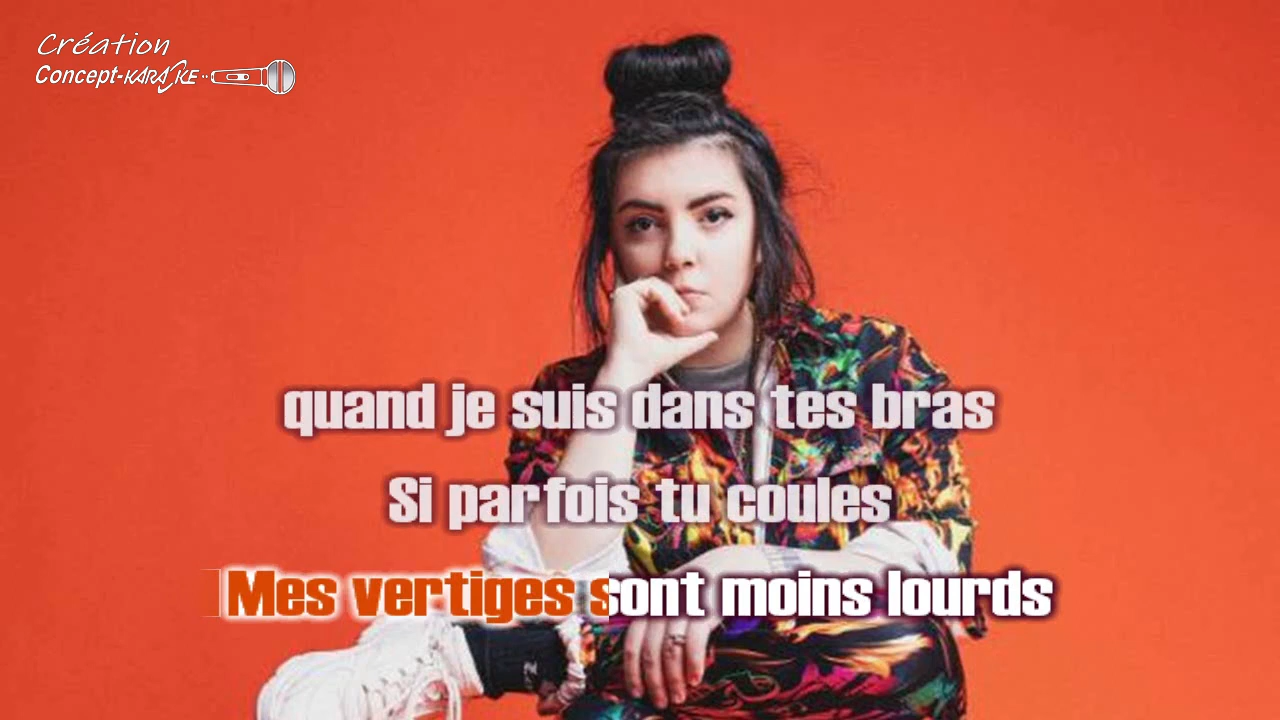 Création
Concept-KARAOKE
quand je suis dans tes bras
Si parfois tu coules
Mes vertiges sont moins lourds